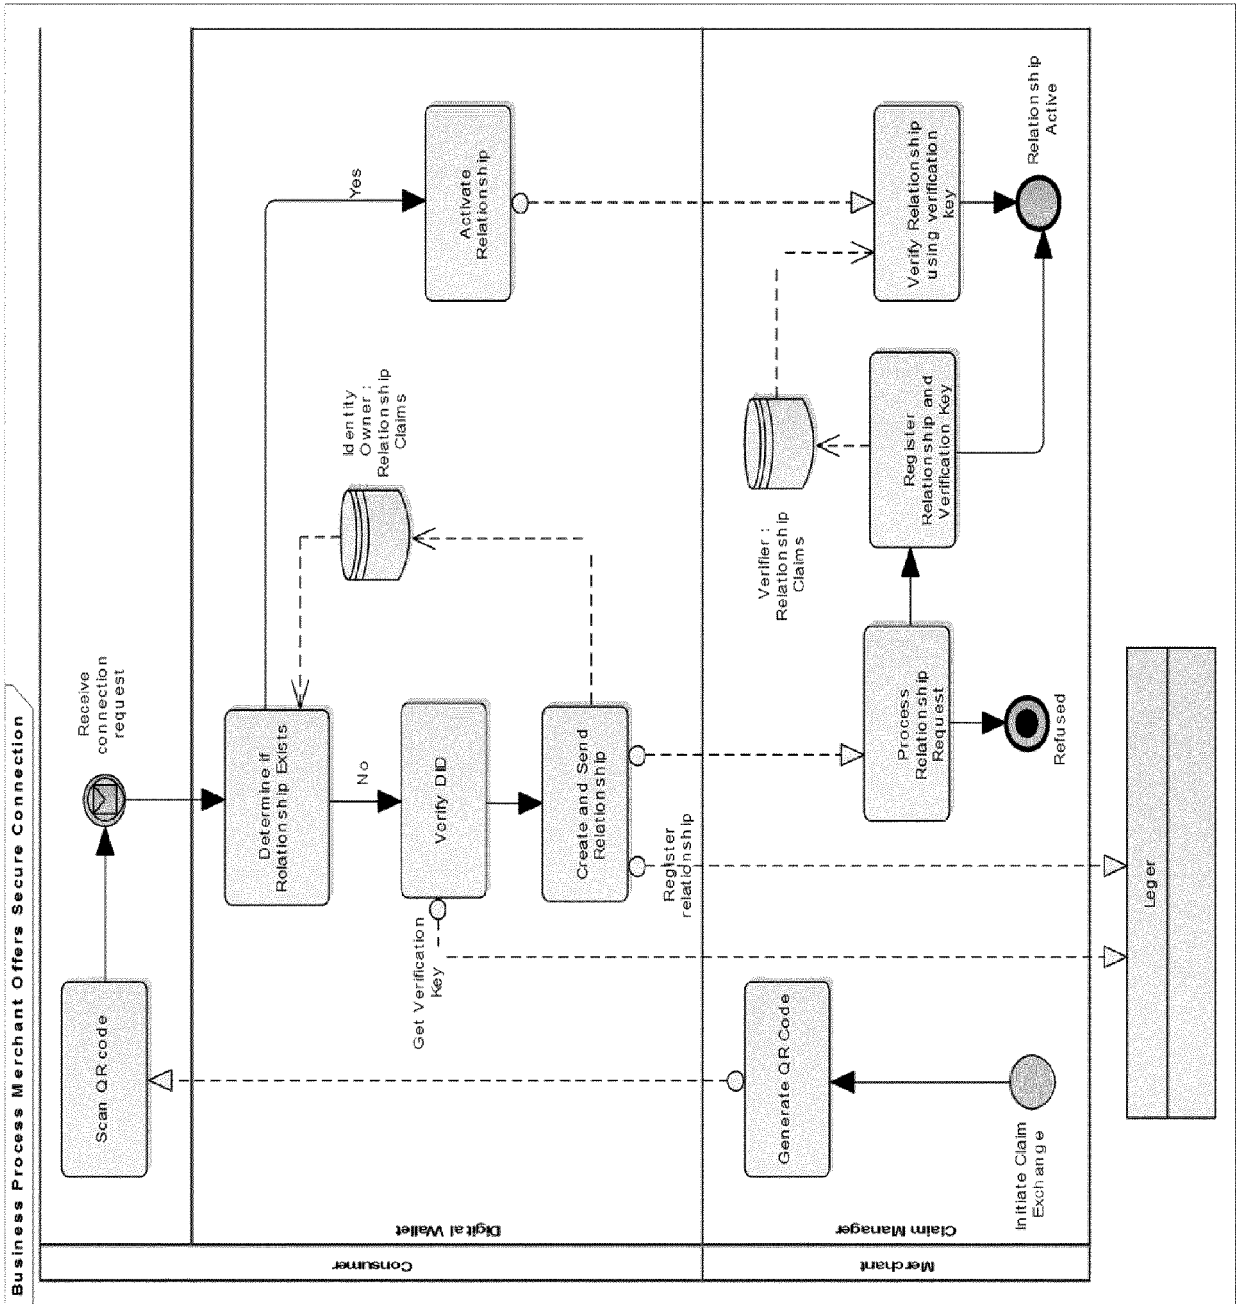 Business Process Merchant Offers Secure Connection
Consumer
Digital Wallet
Merchant
Claim Manager
Scan QR code
Receive
connection
request
Determine if
Rolationship Exists
Yes
No
Activate
Relationship
Identity
Owner :
Relationship
Claims
Vorify DID
Get Verification
Key
Create and Send
Relationship
Register
relationship
Initiate Claim
Exchange
Generate QR Code
Process
Relationship
Request
Refused
Verifier :
Relationship
Claims
Register
Relationship and
Verification Key
Verify Relationship
using verification
key
Relationship
Active
Leger